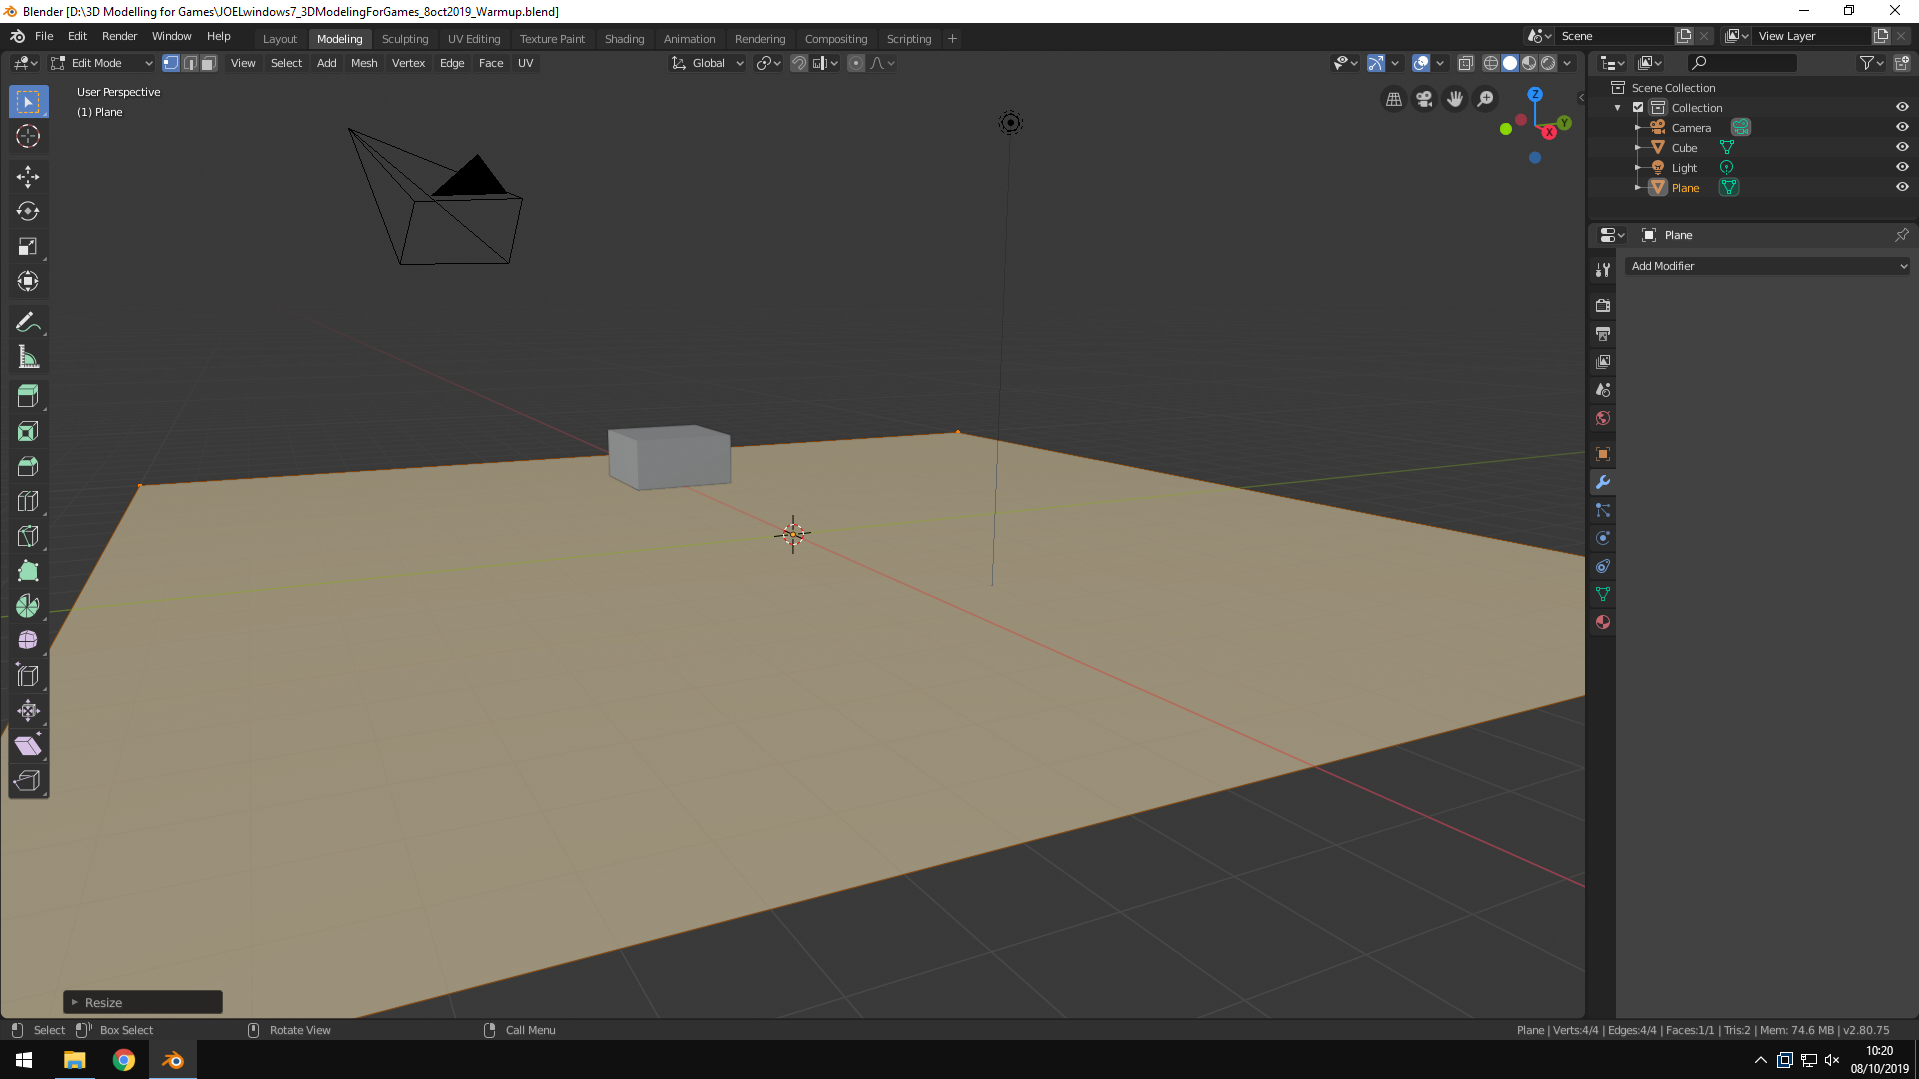 Blender [D:\3D Modelling for Games\JOELwindows7_3DModelingForGames_8oct2019_Warmup.blend]
File Edit Render Window Help Layout Modeling Sculpting UV Editing Texture Paint Shading Animation Rendering Compositing Scripting + Scene View Layer
Edit Mode View Select Add Mesh Vertex Edge Face UV Global
User Perspective
(1) Plane
Z
Y
X
Scene Collection
Collection
Camera
Cube
Light
Plane
Plane
Add Modifier
Resize
Select Box Select Rotate View Call Menu Plane | Verts:4/4 | Edges:4/4 | Faces:1/1 | Tris:2 | Mem: 74.6 MB | v2.80.75
10:20
08/10/2019